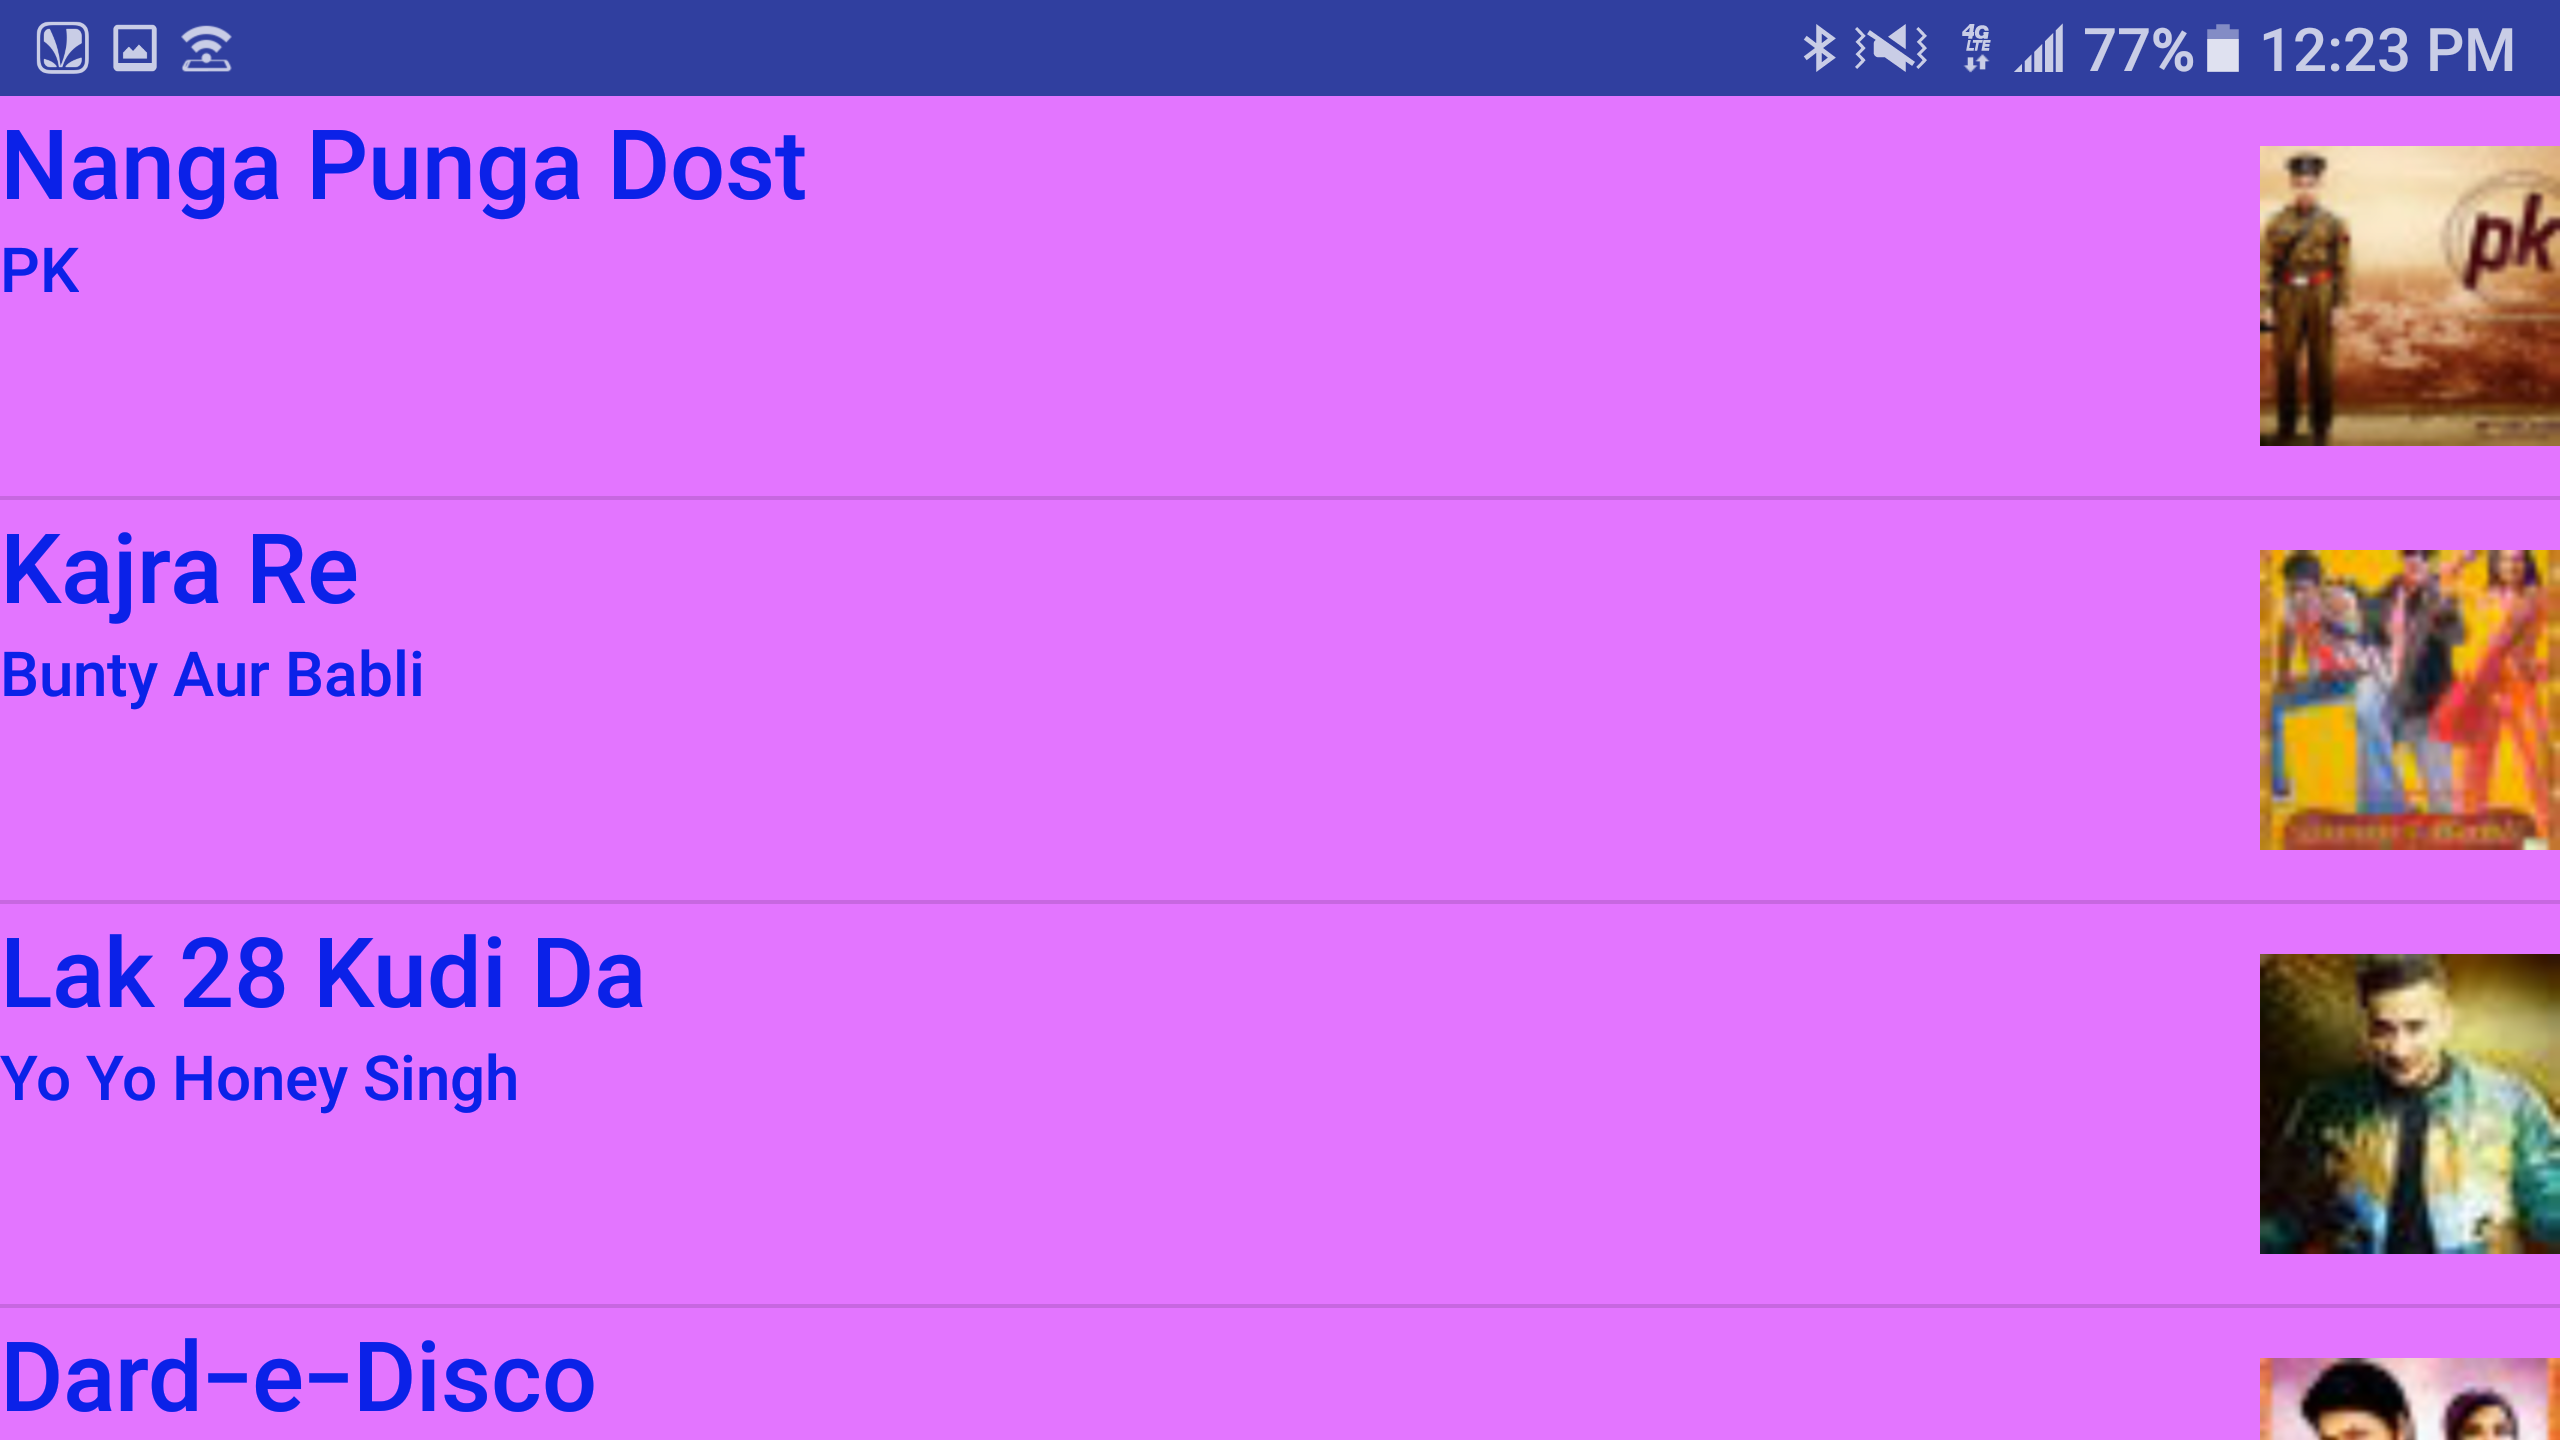 4G LTE 77% 12:23 PM
Nanga Punga Dost
PK
pk
Kajra Re
Bunty Aur Babli
Lak 28 Kudi Da
Yo Yo Honey Singh
Dard-e-Disco